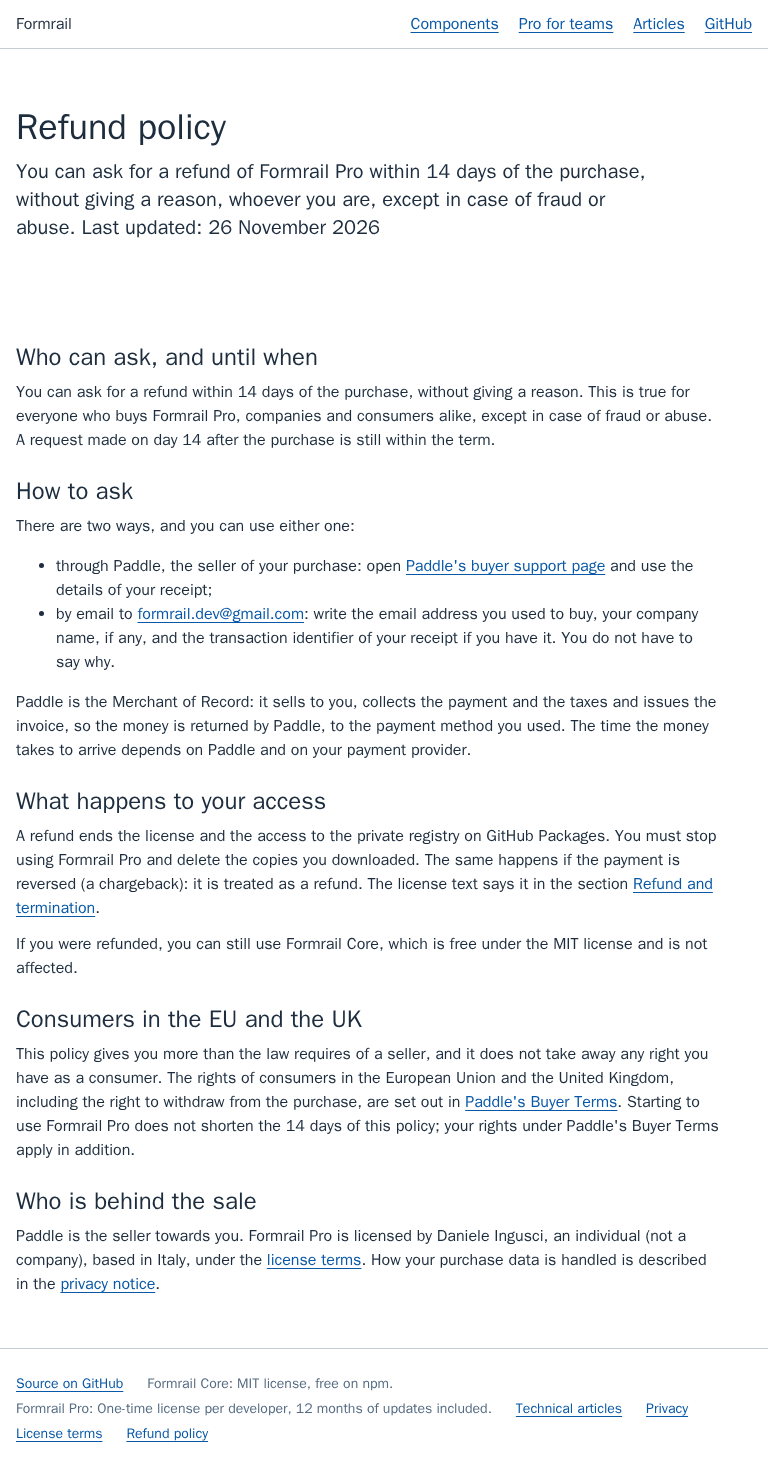 Formrail
Components
Pro for teams
Articles
GitHub
Refund policy
You can ask for a refund of Formrail Pro within 14 days of the purchase,
without giving a reason, whoever you are, except in case of fraud or
abuse. Last updated: 26 November 2026
Who can ask, and until when
You can ask for a refund within 14 days of the purchase, without giving a reason. This is true for
everyone who buys Formrail Pro, companies and consumers alike, except in case of fraud or abuse.
A request made on day 14 after the purchase is still within the term.
How to ask
There are two ways, and you can use either one:
• through Paddle, the seller of your purchase: open Paddle's buyer support page and use the
details of your receipt;
• by email to formrail.dev@gmail.com: write the email address you used to buy, your company
name, if any, and the transaction identifier of your receipt if you have it. You do not have to
say why.
Paddle is the Merchant of Record: it sells to you, collects the payment and the taxes and issues the
invoice, so the money is returned by Paddle, to the payment method you used. The time the money
takes to arrive depends on Paddle and on your payment provider.
What happens to your access
A refund ends the license and the access to the private registry on GitHub Packages. You must stop
using Formrail Pro and delete the copies you downloaded. The same happens if the payment is
reversed (a chargeback): it is treated as a refund. The license text says it in the section Refund and
termination.
If you were refunded, you can still use Formrail Core, which is free under the MIT license and is not
affected.
Consumers in the EU and the UK
This policy gives you more than the law requires of a seller, and it does not take away any right you
have as a consumer. The rights of consumers in the European Union and the United Kingdom,
including the right to withdraw from the purchase, are set out in Paddle's Buyer Terms. Starting to
use Formrail Pro does not shorten the 14 days of this policy; your rights under Paddle's Buyer Terms
apply in addition.
Who is behind the sale
Paddle is the seller towards you. Formrail Pro is licensed by Daniele Ingusci, an individual (not a
company), based in Italy, under the license terms. How your purchase data is handled is described
in the privacy notice.
Source on GitHub
Formrail Core: MIT license, free on npm.
Formrail Pro: One-time license per developer, 12 months of updates included.
Technical articles
Privacy
License terms
Refund policy